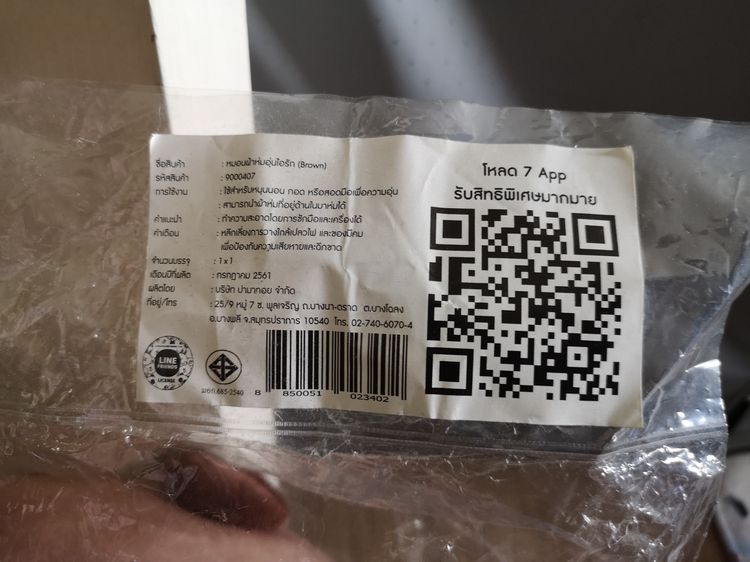 ชื่อสินค้า : หมอนผ้าห่มอุ่นไอรัก (Brown)
รหัสสินค้า : 9000407
การใช้งาน : ใช้สำหรับหนุนนอน กอด หรือสอดมือเพื่อความอุ่น
: สามารถนำผ้าห่มที่อยู่ด้านในมาห่มได้
คำแนะนำ : ทำความสะอาดโดยการซักมือและเครื่องได้
คำเตือน : หลีกเลี่ยงการวางใกล้เปลวไฟ และของมีคม
เพื่อป้องกันความเสียหายและฉีกขาด
จำนวนบรรจุ : 1 x 1
เดือนปีที่ผลิต : กรกฎาคม 2561
ผลิตโดย : บริษัท ปามาทอย จำกัด
ที่อยู่/โทร : 25/9 หมู่ 7 ซ. พูลเจริญ ถ.บางนา-ตราด ต.บางโฉลง
อ.บางพลี จ.สมุทรปราการ 10540 โทร. 02-740-6070-4
LINE
FRIENDS
LICENSE
มอก.685-2540
8 850051 023402
โหลด 7 App
รับสิทธิพิเศษมากมาย